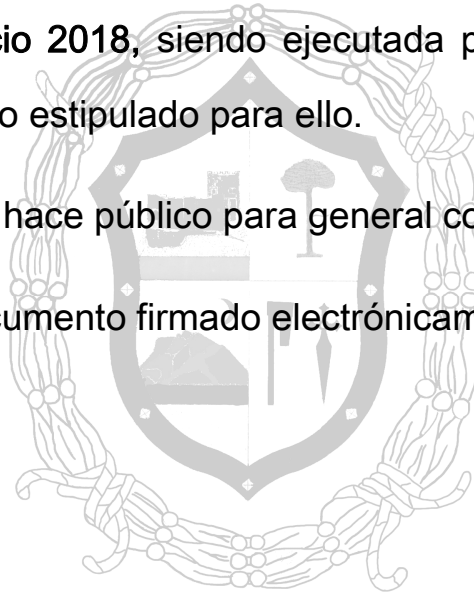 cio 2018, siendo ejecutada p
o estipulado para ello.
hace público para general co
cumento firmado electrónicam